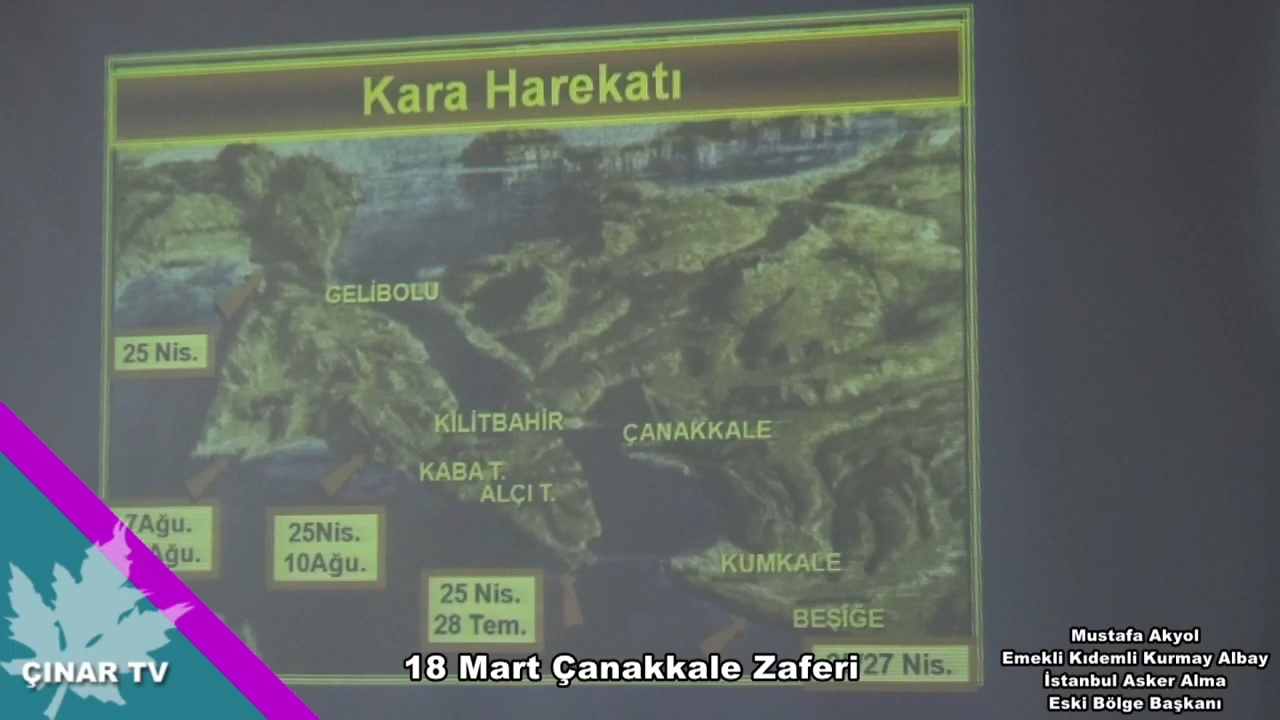 Kara Harekatı
GELİBOLU
25 Nis.
KİLİTBAHİR
ÇANAKKALE
KABA T.
ALÇI T.
7Ağu.
Ağu.
25Nis.
10Ağu.
KUMKALE
25 Nis.
28 Tem.
BEŞİĞE
27 Nis.
18 Mart Çanakkale Zaferi
ÇINAR TV
Mustafa Akyol
Emekli Kıdemli Kurmay Albay
İstanbul Asker Alma
Eski Bölge Başkanı